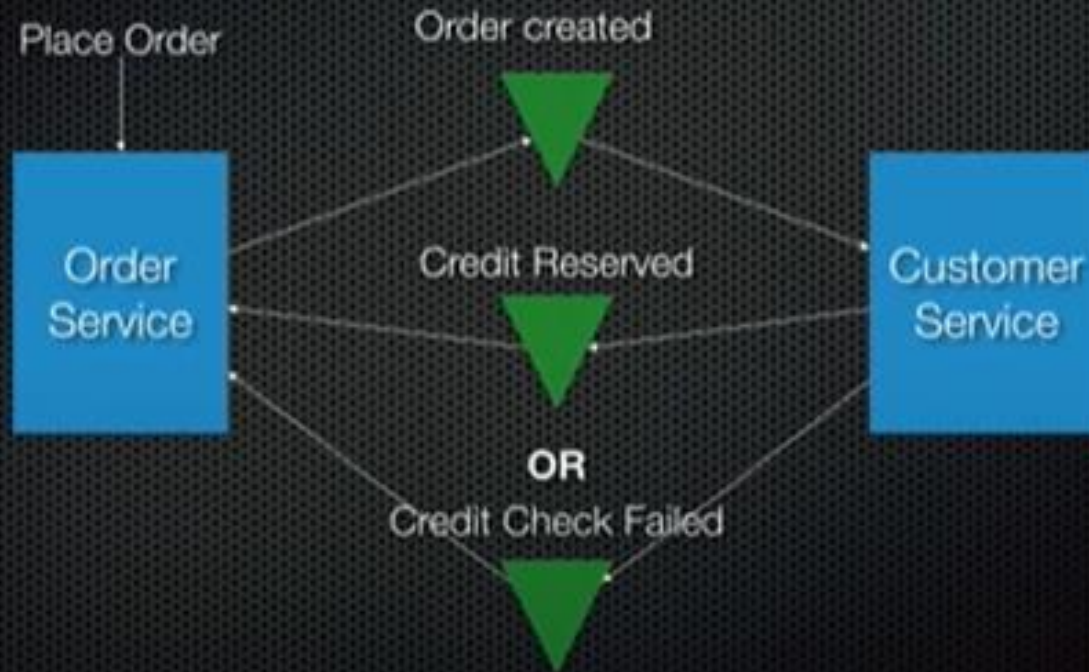 Place Order
Order created
Order
Service
Credit Reserved
Customer
Service
OR
Credit Check Failed